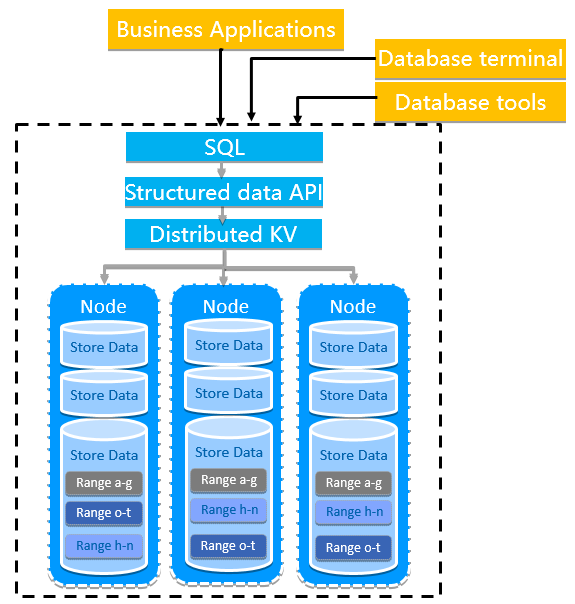 Business Applications
Database terminal
Database tools
SQL
Structured data API
Distributed KV
Node
Store Data
Store Data
Store Data
Range a-g
Range o-t
Range h-n
Node
Store Data
Store Data
Store Data
Range a-g
Range h-n
Range o-t
Node
Store Data
Store Data
Store Data
Range a-g
Range h-n
Range o-t